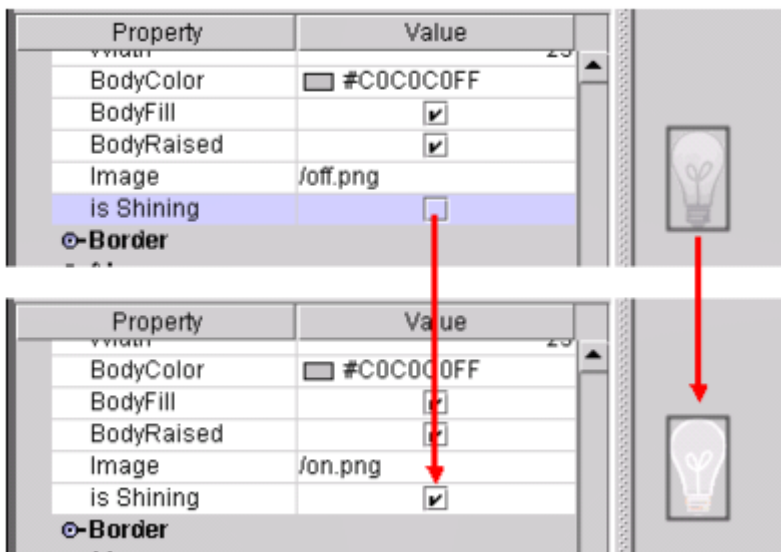 Property Value
BodyColor #C0C0C0FF
BodyFill
BodyRaised
Image /off.png
is Shining
Border
Property Value
BodyColor #C0C0C0FF
BodyFill
BodyRaised
Image /on.png
is Shining
Border